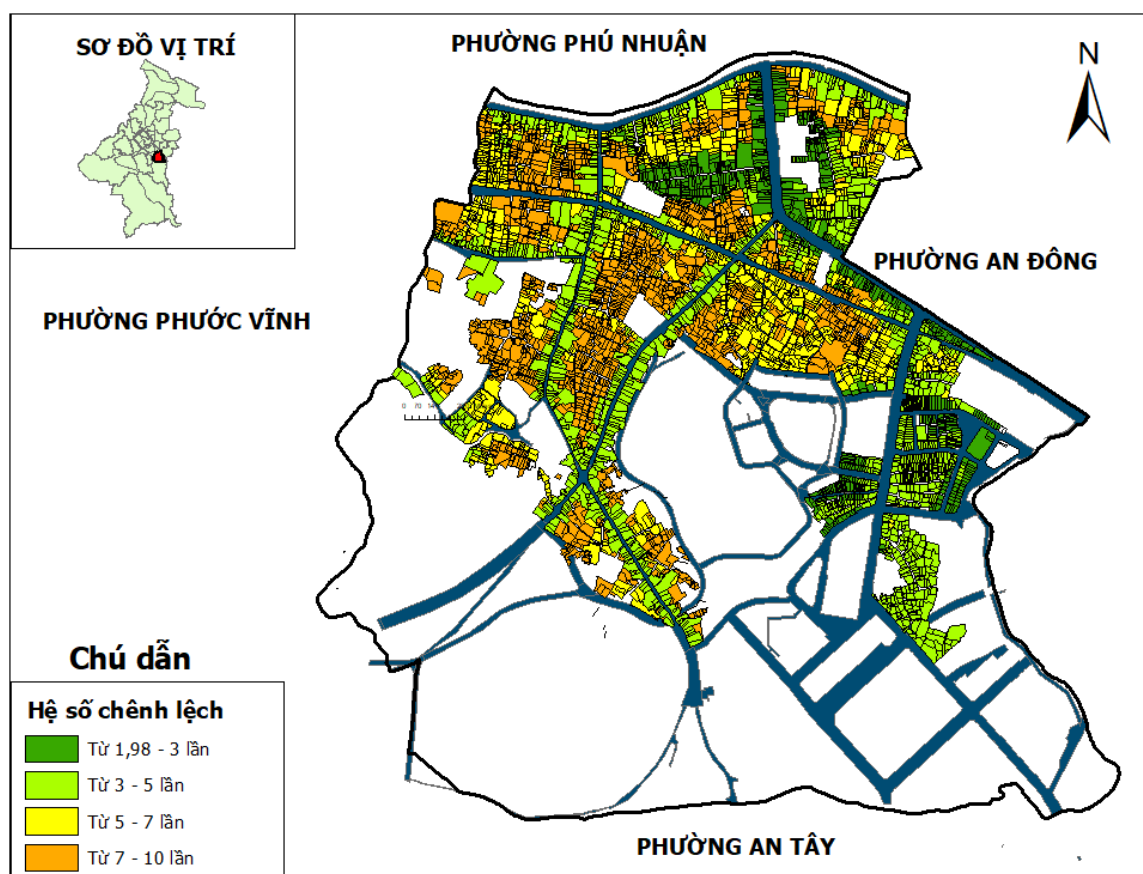 SƠ ĐỒ VỊ TRÍ
PHƯỜNG PHÚ NHUẬN
N
PHƯỜNG AN ĐÔNG
PHƯỜNG PHƯỚC VĨNH
0 70
Chú dẫn
Hệ số chênh lệch
Từ 1,98 - 3 lần
Từ 3 - 5 lần
Từ 5 - 7 lần
Từ 7 - 10 lần
PHƯỜNG AN TÂY